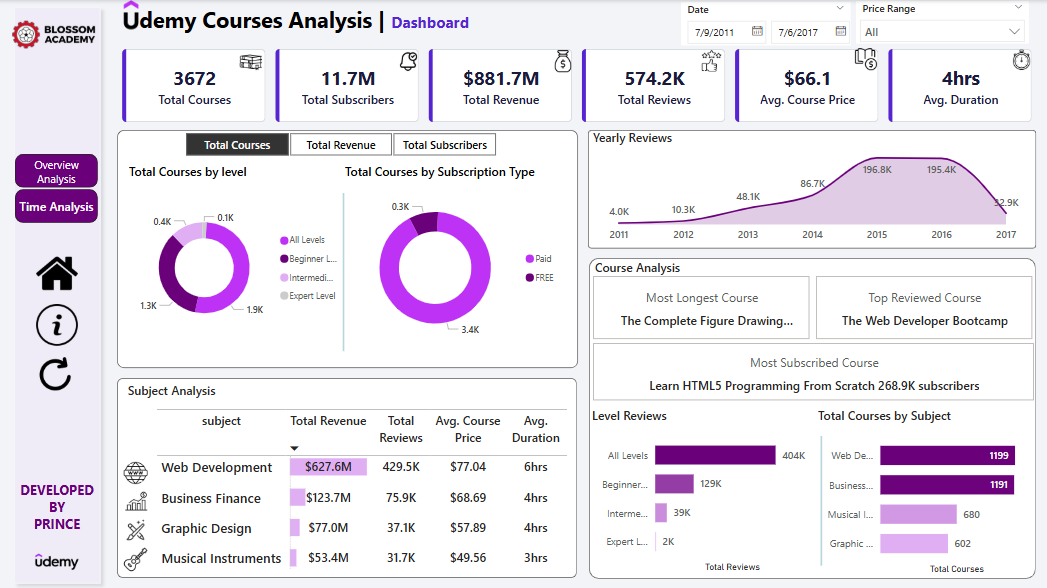 BLOSSOM
ACADEMY
Udemy Courses Analysis | Dashboard
Date
7/9/2011
7/6/2017
Price Range
All
3672
Total Courses
11.7M
Total Subscribers
$881.7M
Total Revenue
574.2K
Total Reviews
$66.1
Avg. Course Price
4hrs
Avg. Duration
Overview
Analysis
Time Analysis
DEVELOPED
BY
PRINCE
udemy
Total Courses
Total Revenue
Total Subscribers
Total Courses by level
0.4K
0.1K
1.3K
1.9K
All Levels
Beginner L...
Intermedi...
Expert Level
Total Courses by Subscription Type
0.3K
3.4K
Paid
FREE
Yearly Reviews
4.0K
10.3K
48.1K
86.7K
196.8K
195.4K
32.9K
2011
2012
2013
2014
2015
2016
2017
Subject Analysis
subject Total Revenue Total Reviews Avg. Course Price Avg. Duration
Web Development $627.6M 429.5K $77.04 6hrs
Business Finance $123.7M 75.9K $68.69 4hrs
Graphic Design $77.0M 37.1K $57.89 4hrs
Musical Instruments $53.4M 31.7K $49.56 3hrs
Course Analysis
Most Longest Course
The Complete Figure Drawing...
Top Reviewed Course
The Web Developer Bootcamp
Most Subscribed Course
Learn HTML5 Programming From Scratch 268.9K subscribers
Level Reviews
All Levels 404K
Beginner... 129K
Interme... 39K
Expert L... 2K
Total Reviews
Total Courses by Subject
Web De... 1199
Business... 1191
Musical I... 680
Graphic ... 602
Total Courses